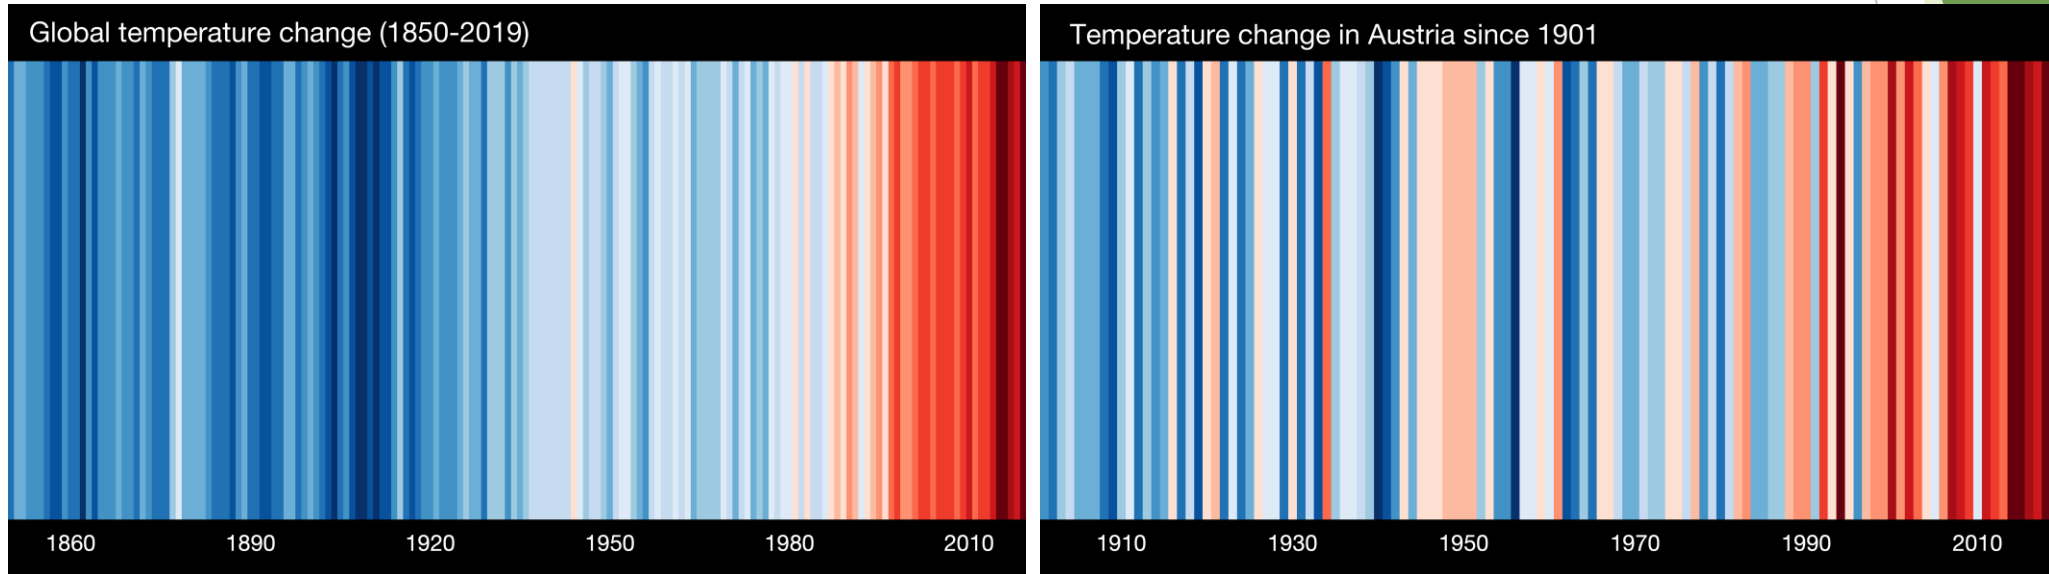 Global temperature change (1850-2019)
1860 1890 1920 1950 1980 2010
Temperature change in Austria since 1901
1910 1930 1950 1970 1990 2010